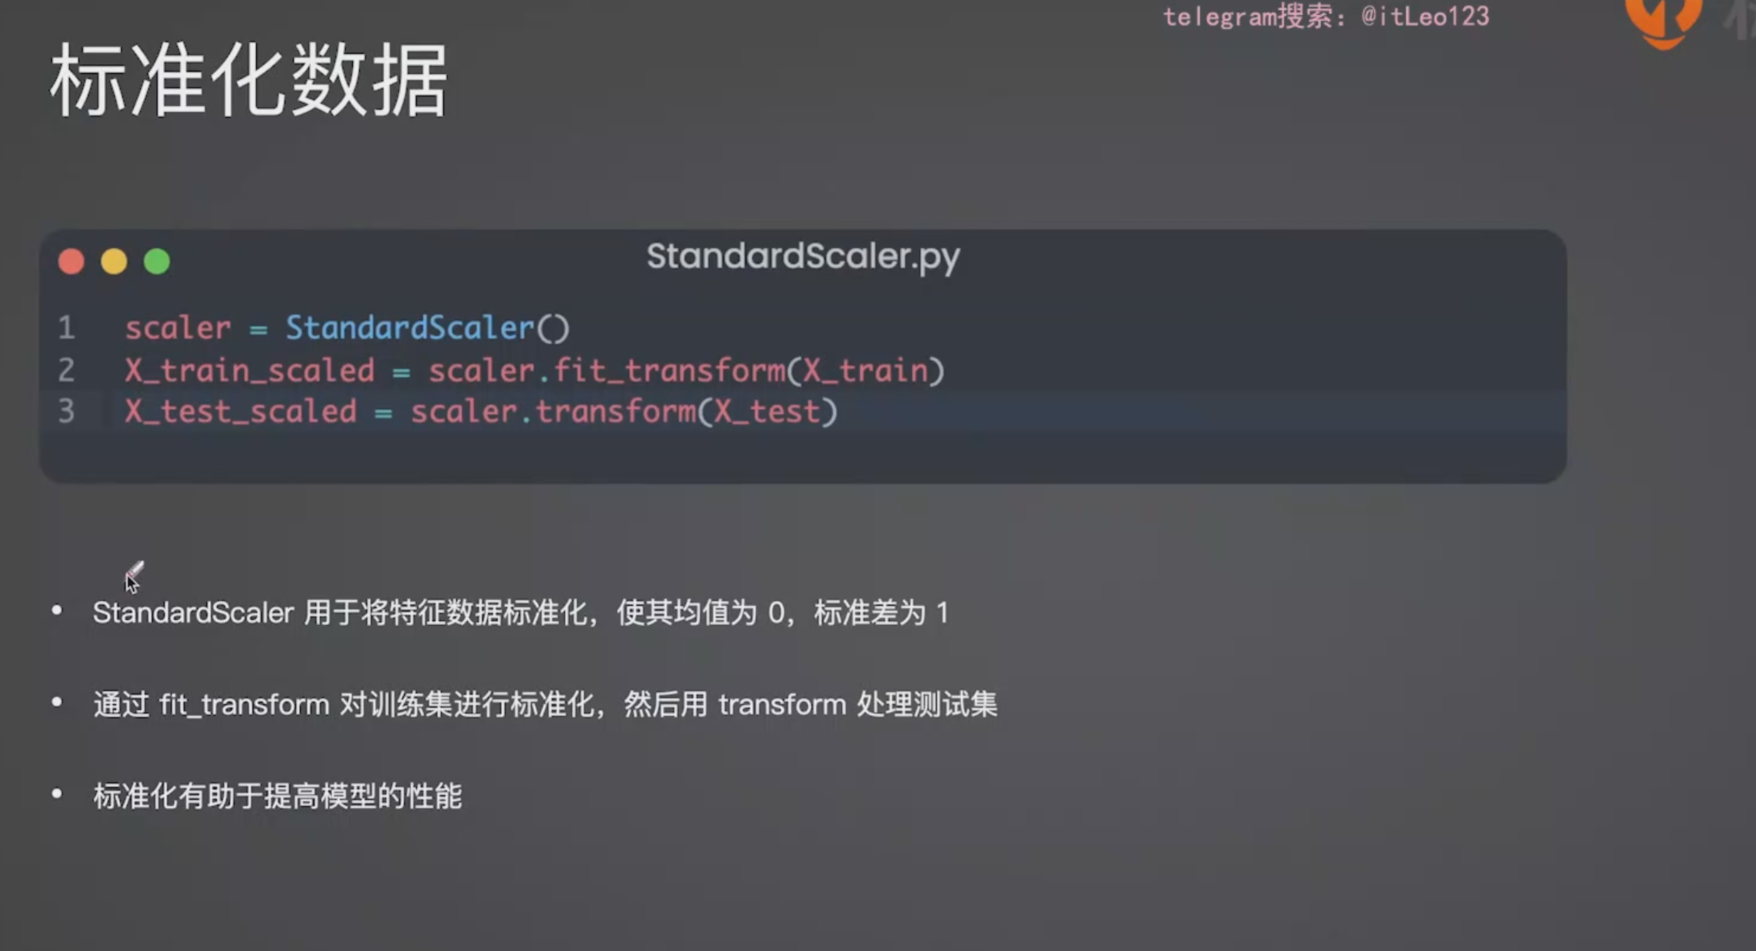 telegram搜索：@itLeo123
标准化数据
StandardScaler.py
1 scaler = StandardScaler()
2 X_train_scaled = scaler.fit_transform(X_train)
3 X_test_scaled = scaler.transform(X_test)
• StandardScaler 用于将特征数据标准化，使其均值为 0，标准差为 1
• 通过 fit_transform 对训练集进行标准化，然后用 transform 处理测试集
• 标准化有助于提高模型的性能